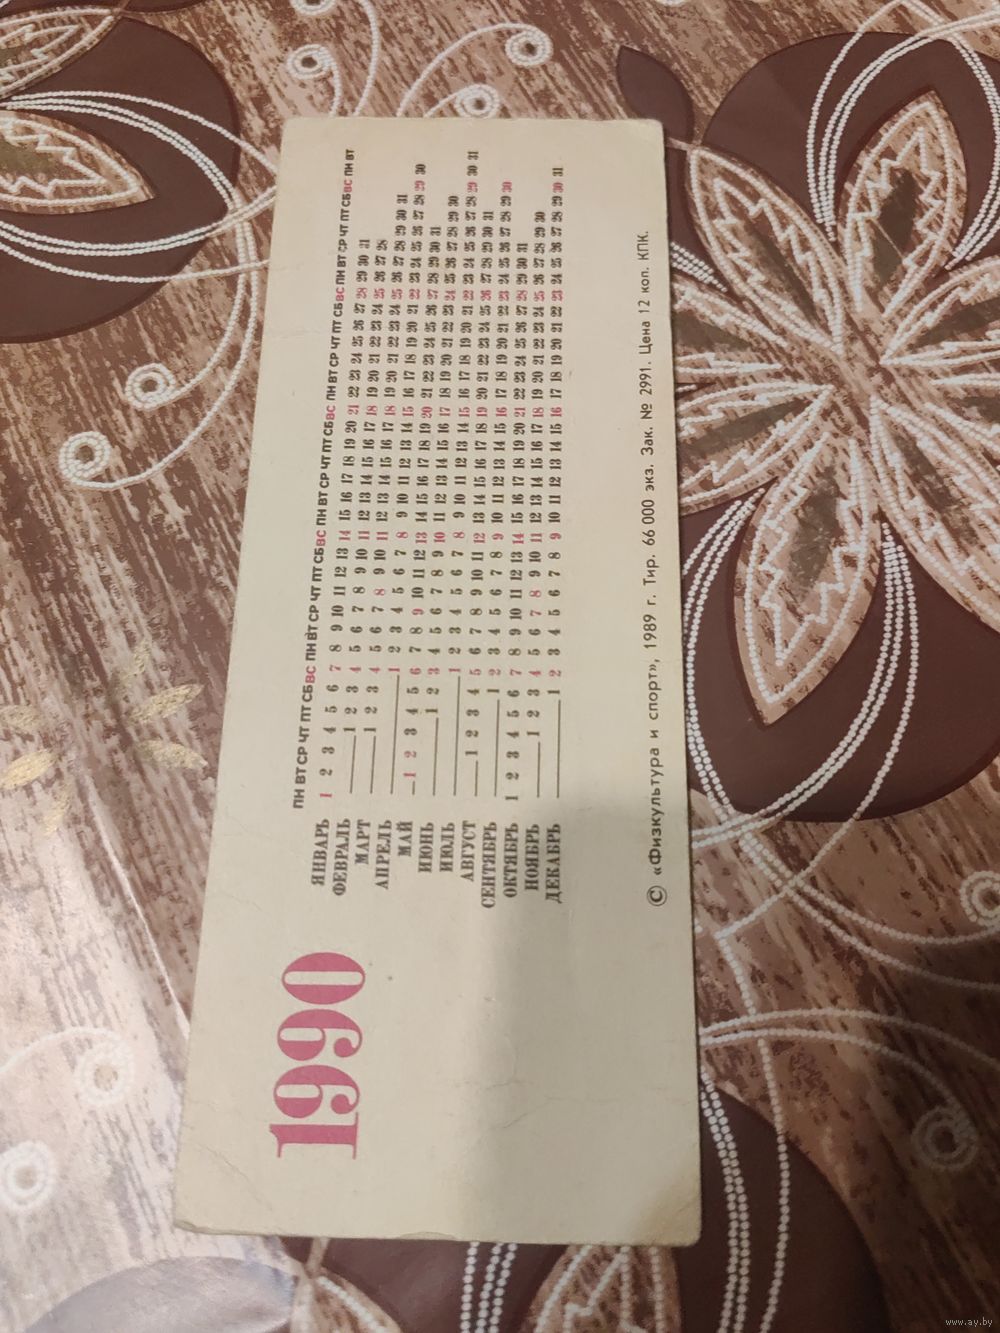 1990
ПН ВТ СР ЧТ ПТ СБ ВС ПН ВТ СР ЧТ ПТ СБ ВС ПН ВТ СР ЧТ ПТ СБ ВС ПН ВТ СР ЧТ ПТ СБ ВС ПН ВТ СР ЧТ ПТ СБ ВС ПН ВТ
ЯНВАРЬ 1 2 3 4 5 6 7 8 9 10 11 12 13 14 15 16 17 18 19 20 21 22 23 24 25 26 27 28 29 30 31
ФЕВРАЛЬ 1 2 3 4 5 6 7 8 9 10 11 12 13 14 15 16 17 18 19 20 21 22 23 24 25 26 27 28
МАРТ 1 2 3 4 5 6 7 8 9 10 11 12 13 14 15 16 17 18 19 20 21 22 23 24 25 26 27 28 29 30 31
АПРЕЛЬ 1 2 3 4 5 6 7 8 9 10 11 12 13 14 15 16 17 18 19 20 21 22 23 24 25 26 27 28 29 30
МАЙ 1 2 3 4 5 6 7 8 9 10 11 12 13 14 15 16 17 18 19 20 21 22 23 24 25 26 27 28 29 30 31
ИЮНЬ 1 2 3 4 5 6 7 8 9 10 11 12 13 14 15 16 17 18 19 20 21 22 23 24 25 26 27 28 29 30
ИЮЛЬ 1 2 3 4 5 6 7 8 9 10 11 12 13 14 15 16 17 18 19 20 21 22 23 24 25 26 27 28 29 30 31
АВГУСТ 1 2 3 4 5 6 7 8 9 10 11 12 13 14 15 16 17 18 19 20 21 22 23 24 25 26 27 28 29 30 31
СЕНТЯБРЬ 1 2 3 4 5 6 7 8 9 10 11 12 13 14 15 16 17 18 19 20 21 22 23 24 25 26 27 28 29 30
ОКТЯБРЬ 1 2 3 4 5 6 7 8 9 10 11 12 13 14 15 16 17 18 19 20 21 22 23 24 25 26 27 28 29 30 31
НОЯБРЬ 1 2 3 4 5 6 7 8 9 10 11 12 13 14 15 16 17 18 19 20 21 22 23 24 25 26 27 28 29 30
ДЕКАБРЬ 1 2 3 4 5 6 7 8 9 10 11 12 13 14 15 16 17 18 19 20 21 22 23 24 25 26 27 28 29 30 31
© «Физкультура и спорт», 1989 г. Тир. 66 000 экз. Зак. № 2991. Цена 12 коп. КПК.
www.ay.by